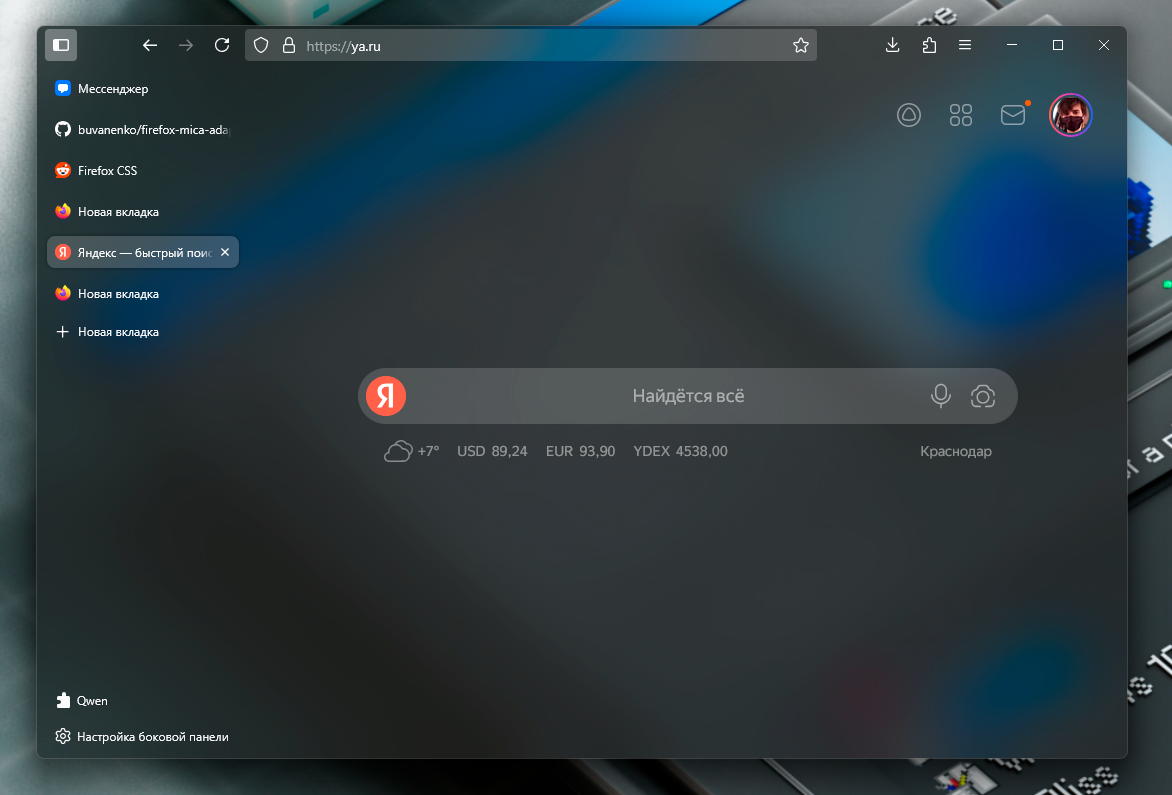 https://ya.ru
Мессенджер
buvanenko/firefox-mica-ada
Firefox CSS
Новая вкладка
Яндекс — быстрый поис
Новая вкладка
Новая вкладка
Я
Найдётся всё
+7° USD 89,24 EUR 93,90 YDEX 4538,00 Краснодар
Qwen
Настройка боковой панели